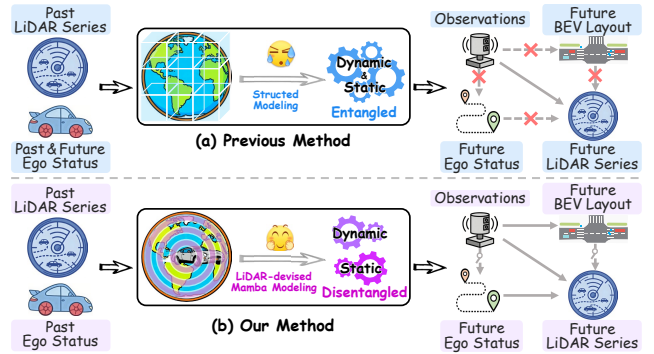 Past
LiDAR Series
Past & Future
Ego Status
Structed Modeling
Dynamic
&
Static
Entangled
(a) Previous Method
Observations
Future
BEV Layout
Future
Ego Status
Future
LiDAR Series
Past
LiDAR Series
Past
Ego Status
LiDAR-devised
Mamba Modeling
Dynamic
Static
Disentangled
(b) Our Method
Observations
Future
BEV Layout
Future
Ego Status
Future
LiDAR Series